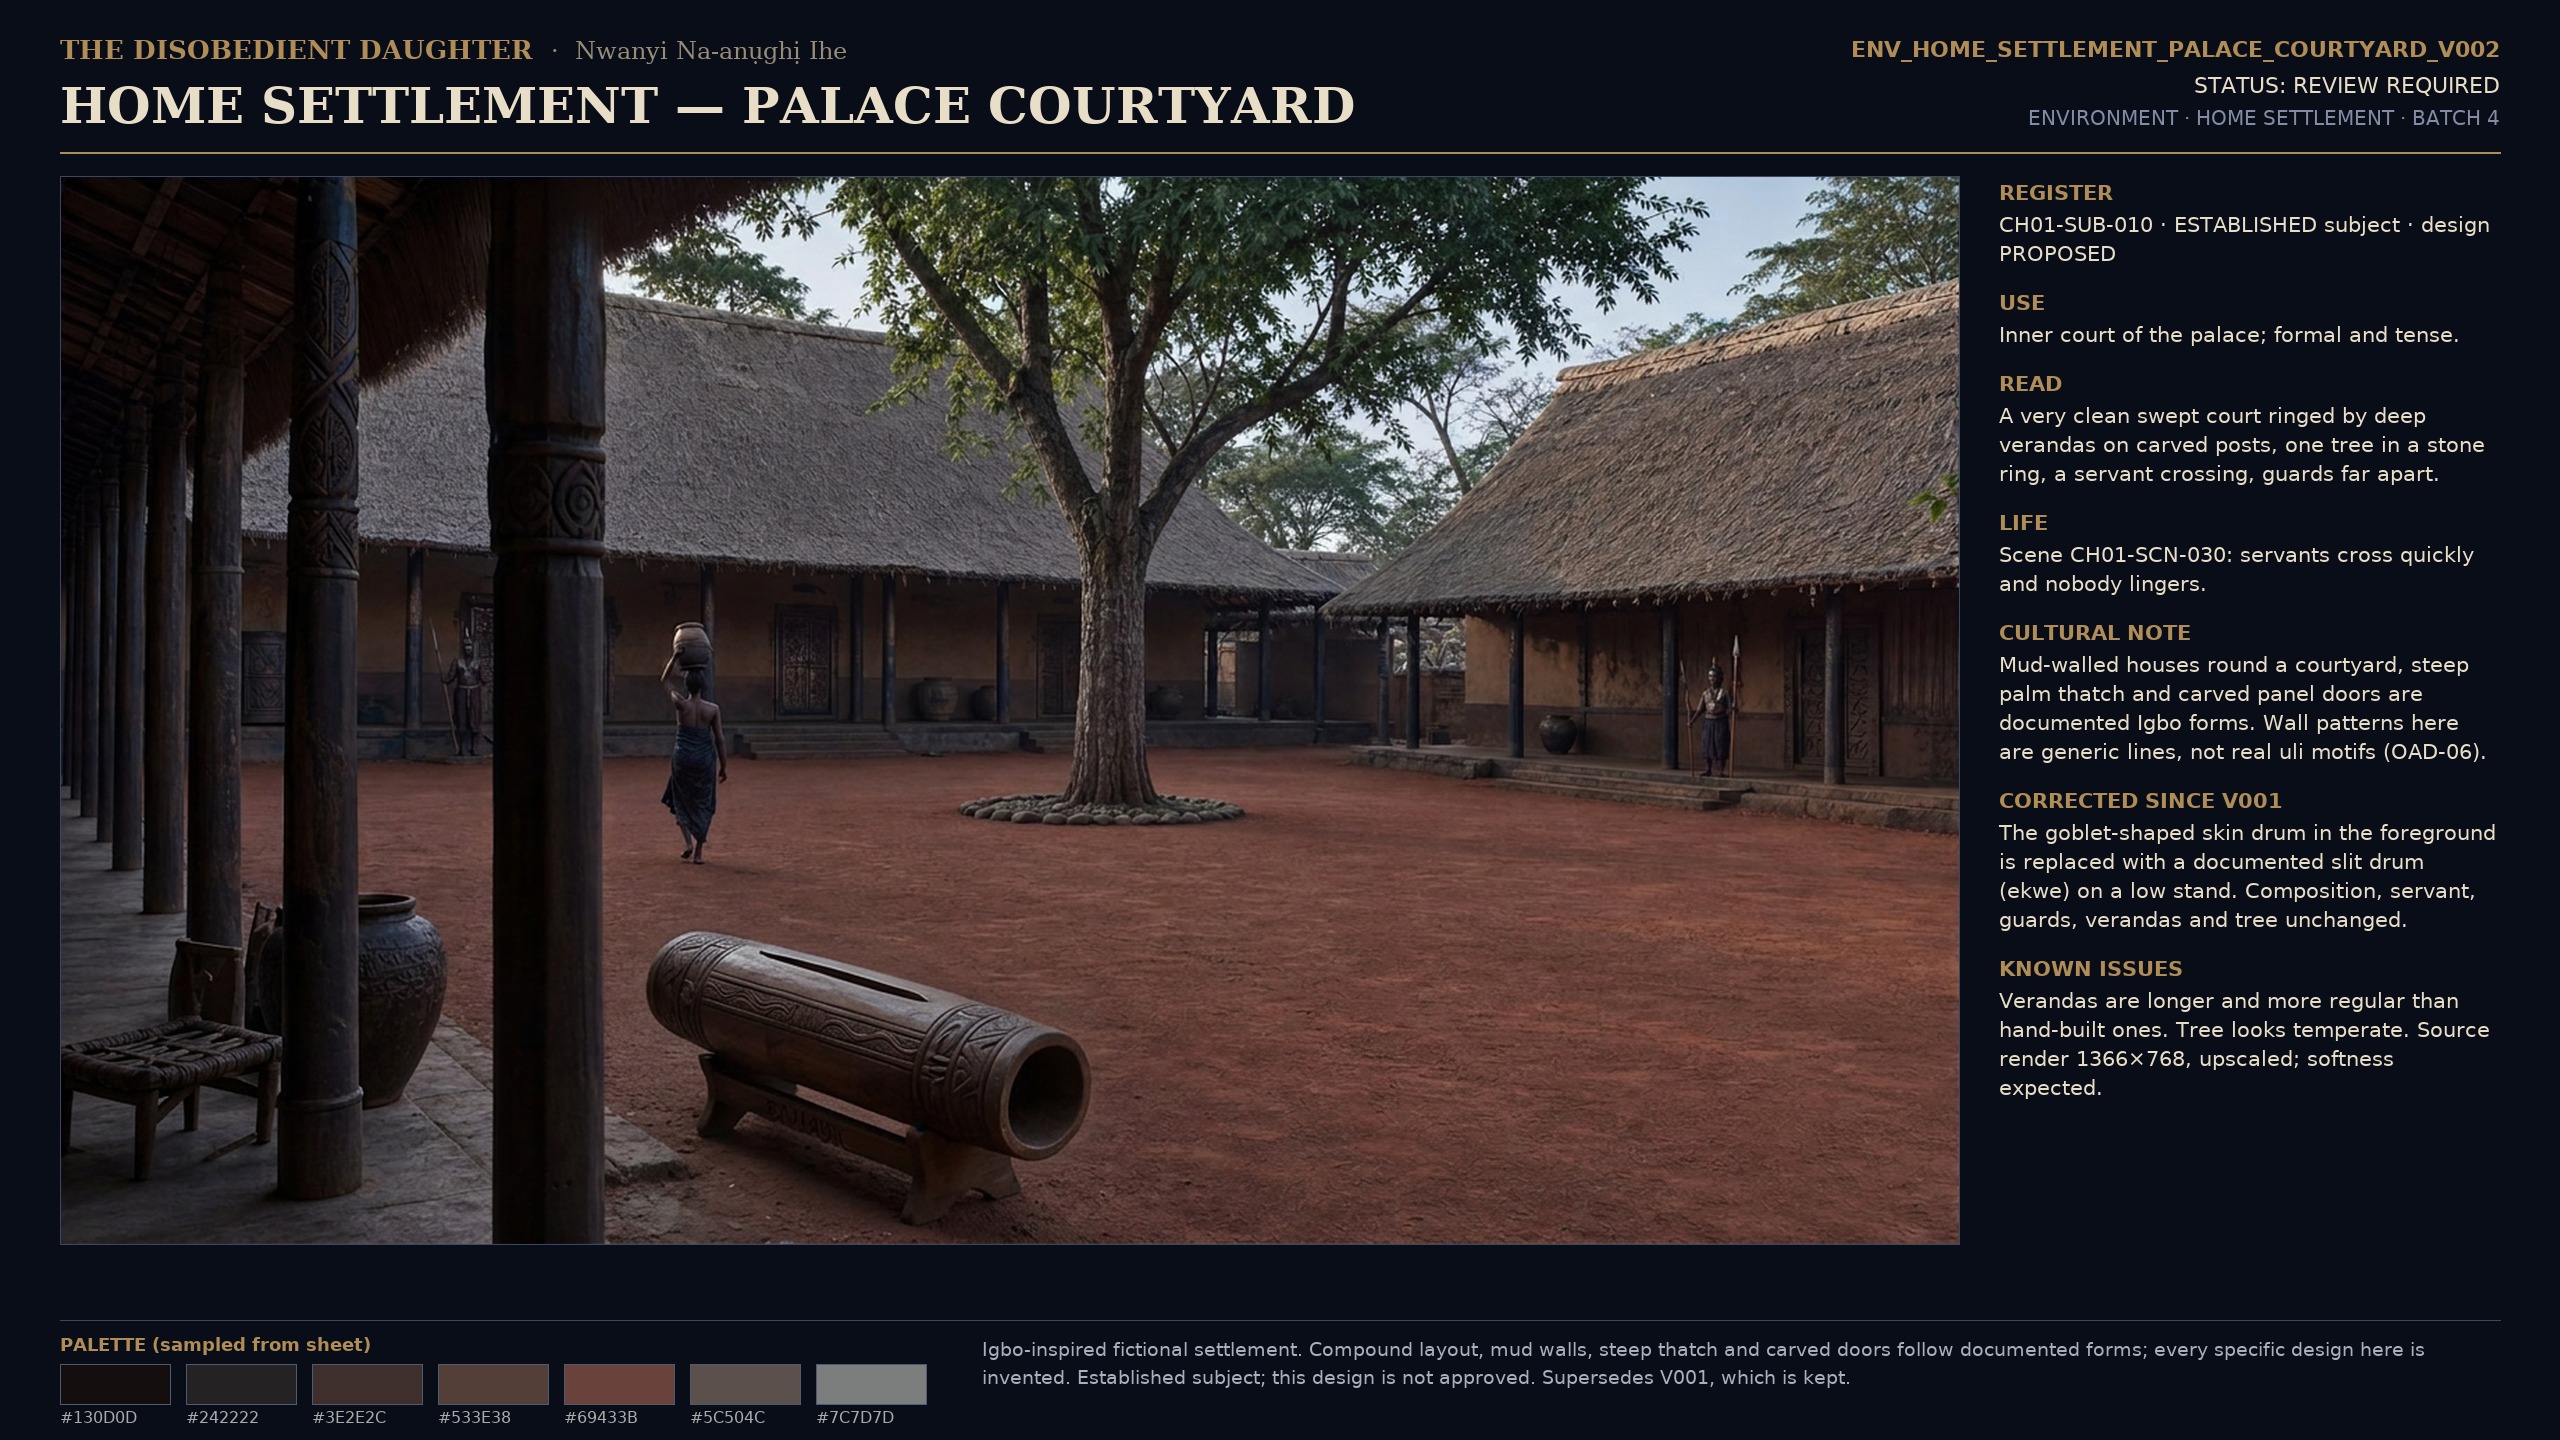 THE DISOBEDIENT DAUGHTER · Nwanyi Na-anụghị Ihe
HOME SETTLEMENT — PALACE COURTYARD
ENV_HOME_SETTLEMENT_PALACE_COURTYARD_V002
STATUS: REVIEW REQUIRED
ENVIRONMENT · HOME SETTLEMENT · BATCH 4
REGISTER
CH01-SUB-010 · ESTABLISHED subject · design
PROPOSED
USE
Inner court of the palace; formal and tense.
READ
A very clean swept court ringed by deep
verandas on carved posts, one tree in a stone
ring, a servant crossing, guards far apart.
LIFE
Scene CH01-SCN-030: servants cross quickly
and nobody lingers.
CULTURAL NOTE
Mud-walled houses round a courtyard, steep
palm thatch and carved panel doors are
documented Igbo forms. Wall patterns here
are generic lines, not real uli motifs (OAD-06).
CORRECTED SINCE V001
The goblet-shaped skin drum in the foreground
is replaced with a documented slit drum
(ekwe) on a low stand. Composition, servant,
guards, verandas and tree unchanged.
KNOWN ISSUES
Verandas are longer and more regular than
hand-built ones. Tree looks temperate. Source
render 1366×768, upscaled; softness
expected.
PALETTE (sampled from sheet)
#130D0D #242222 #3E2E2C #533E38 #69433B #5C504C #7C7D7D
Igbo-inspired fictional settlement. Compound layout, mud walls, steep thatch and carved doors follow documented forms; every specific design here is
invented. Established subject; this design is not approved. Supersedes V001, which is kept.